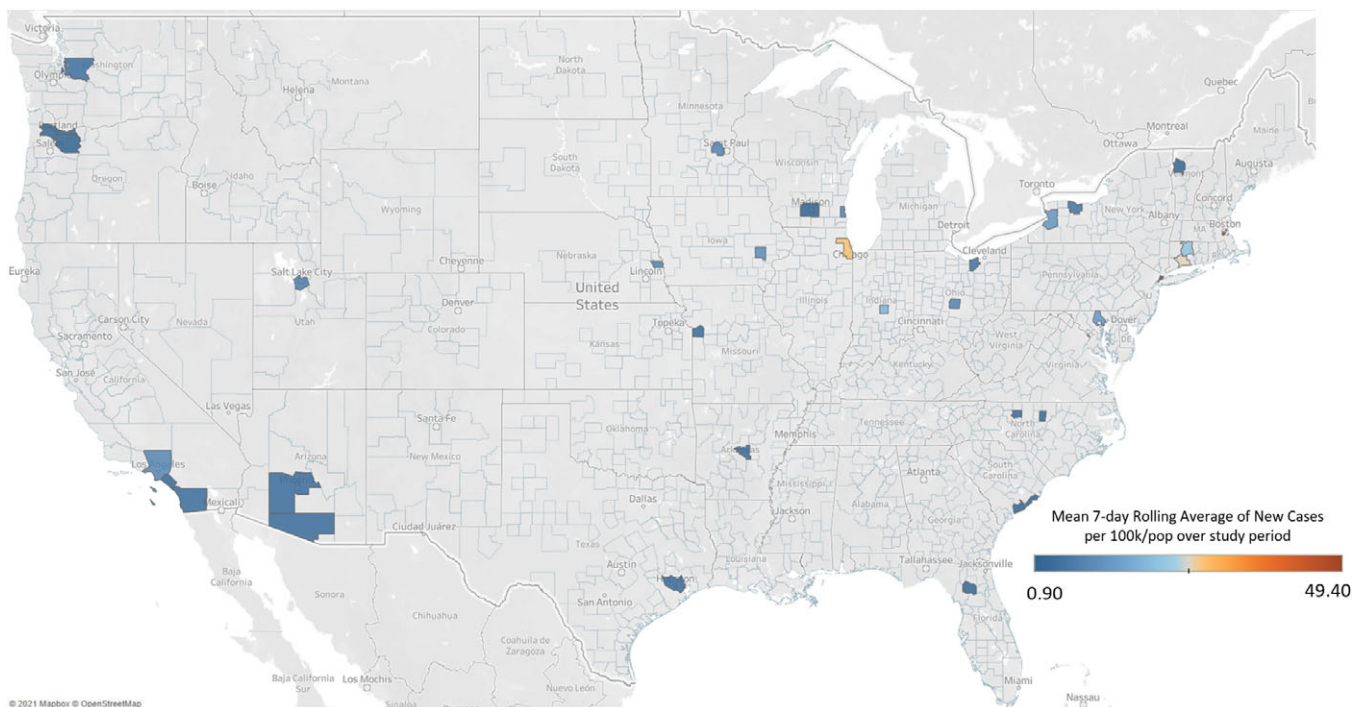 Victoria
Washington
Olymp
Montana
Helena
North
Dakota
Minnesota
Quebec
Montreal
Ottawa
Maine
Augusta
Portland
Sale
Oregon
Boise
Idaho
South
Dakota
Saint Paul
Wisconsin
Vermont
Toronto
Concord
Wyoming
Madison
Michigan
Detroit
New York
Albany
MA
Boston
Eureka
Nebraska
Iowa
Chicago
Cleveland
Salt Lake City
Cheyenne
Lincoln
Pennsylvania
United
States
Carson City
Nevada
Utah
Denver
Illinois
Indiana
Ohio
NJ
Sacramento
Colorado
Topeka
Cincinnati
Dover
DE
West
Virginia
San José
California
Kansas
Missouri
Kentucky
Virginia
Las Vegas
Santa Fe
Tennessee
North
Carolina
Oklahoma
Memphis
Los Angeles
Arizona
New Mexico
Arkansas
South
Carolina
Phoenix
Atlanta
Mexicali
Dallas
Mississippi
Alabama
Georgia
Jackson
Ciudad Juárez
Texas
Louisiana
Tallahassee
Jacksonville
Mean 7-day Rolling Average of New Cases
per 100k/pop over study period
Baja
California
Sonora
Austin
Houston
San Antonio
0.90
49.40
Chihuahua
Florida
Coahuila de
Zaragoza
Baja California
Sur
Los Mochis
Nuevo León
Miami
Nassau
© 2021 Mapbox © OpenStreetMap
Sinaloa